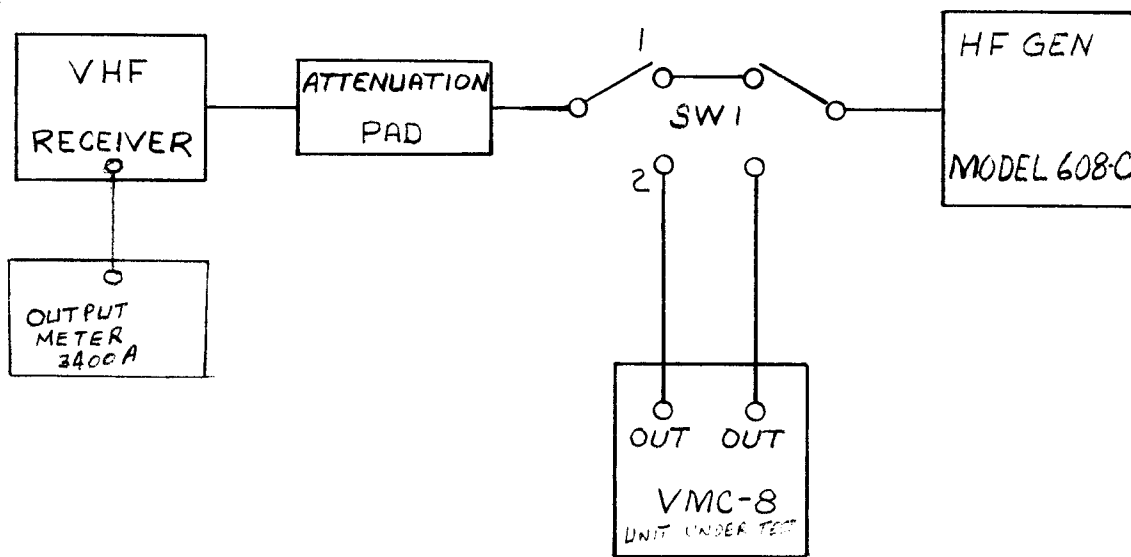 VHF
RECEIVER
ATTENUATION
PAD
1
SW1
2
HF GEN
MODEL 608-C
OUTPUT
METER
3400A
OUT OUT
VMC-8
UNIT UNDER TEST